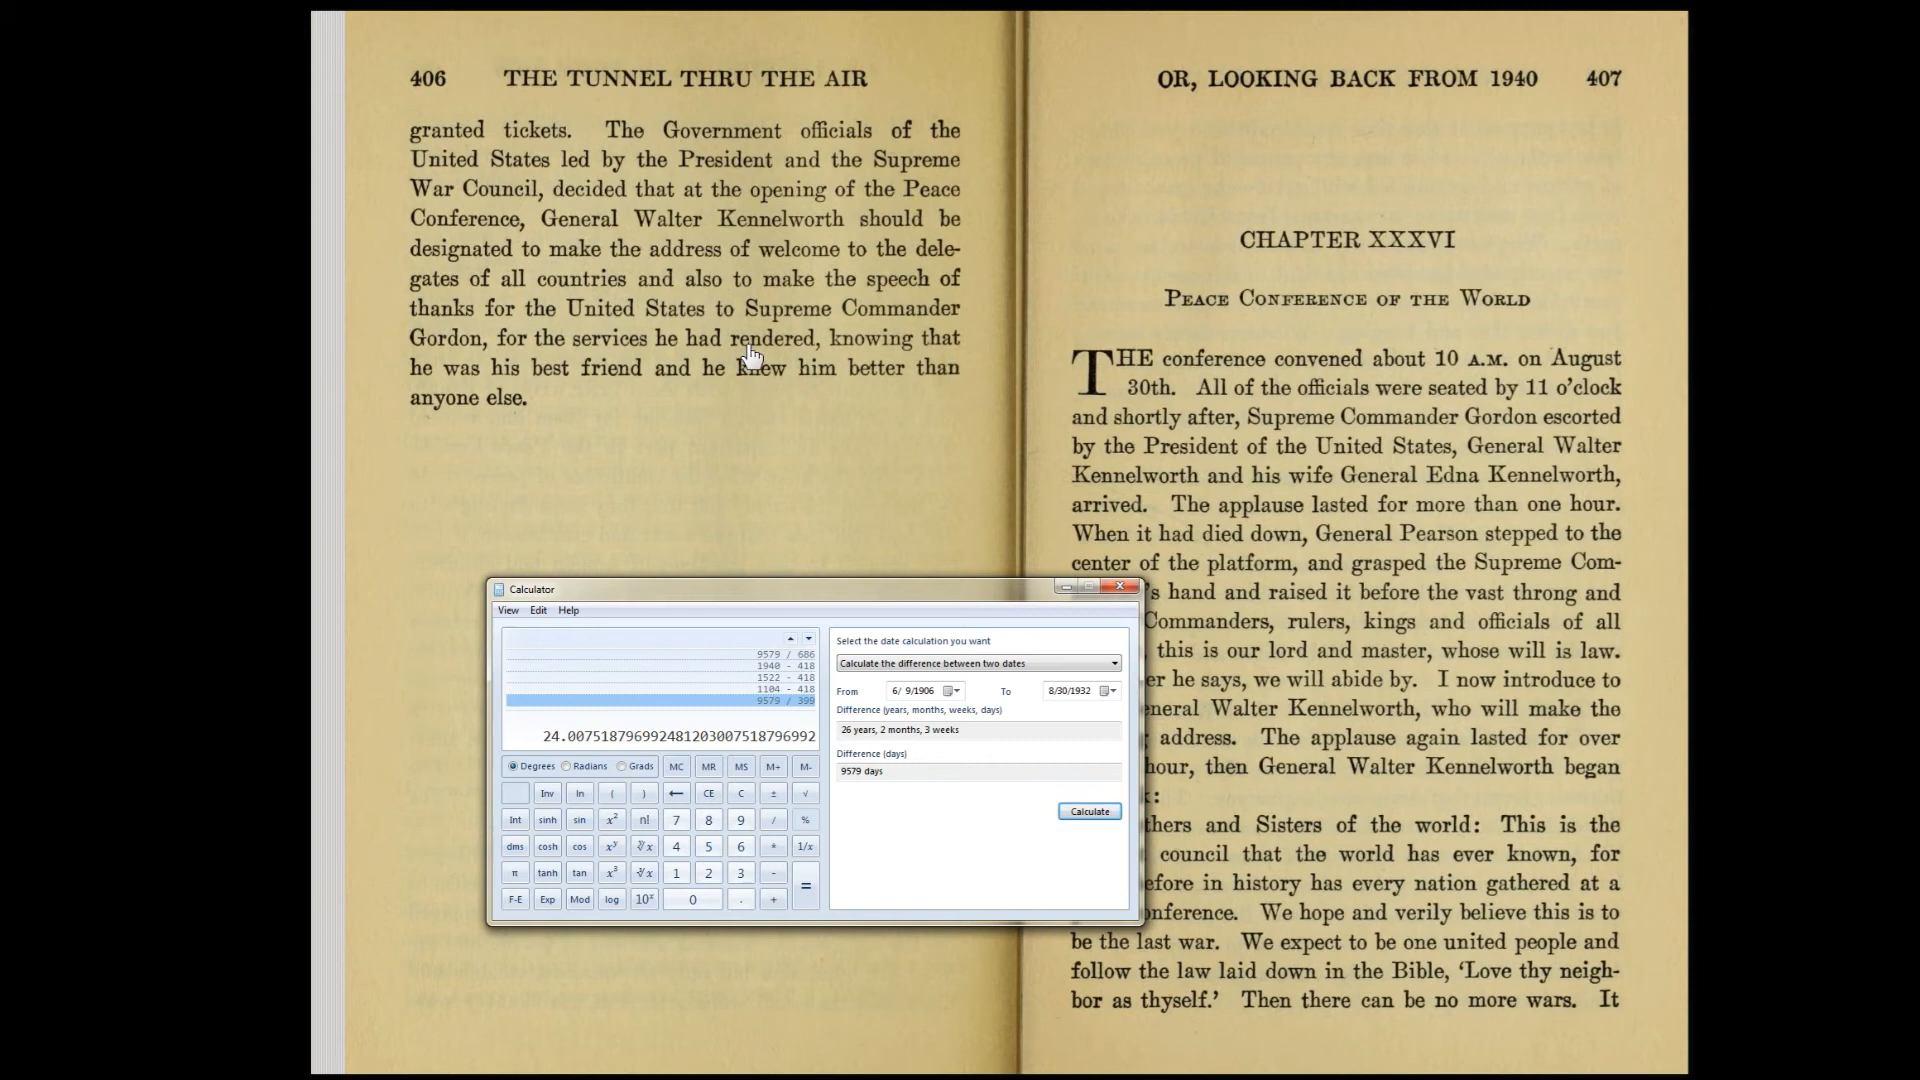 406 THE TUNNEL THRU THE AIR
granted tickets. The Government officials of the
United States led by the President and the Supreme
War Council, decided that at the opening of the Peace
Conference, General Walter Kennelworth should be
designated to make the address of welcome to the dele-
gates of all countries and also to make the speech of
thanks for the United States to Supreme Commander
Gordon, for the services he had rendered, knowing that
he was his best friend and he knew him better than
anyone else.
OR, LOOKING BACK FROM 1940 407
CHAPTER XXXVI
PEACE CONFERENCE OF THE WORLD
THE conference convened about 10 A.M. on August
30th. All of the officials were seated by 11 o'clock
and shortly after, Supreme Commander Gordon escorted
by the President of the United States, General Walter
Kennelworth and his wife General Edna Kennelworth,
arrived. The applause lasted for more than one hour.
When it had died down, General Pearson stepped to the
center of the platform, and grasped the Supreme Com-
's hand and raised it before the vast throng and
Commanders, rulers, kings and officials of all
, this is our lord and master, whose will is law.
er he says, we will abide by. I now introduce to
eneral Walter Kennelworth, who will make the
address. The applause again lasted for over
hour, then General Walter Kennelworth began
:
thers and Sisters of the world: This is the
council that the world has ever known, for
efore in history has every nation gathered at a
onference. We hope and verily believe this is to
be the last war. We expect to be one united people and
follow the law laid down in the Bible, 'Love thy neigh-
bor as thyself.' Then there can be no more wars. It
Calculator
View Edit Help
9579 / 686
1940 - 418
1522 - 418
1104 - 418
9579 / 399
24.00751879699248120300751879699​2
Degrees Radians Grads MC MR MS M+ M-
Inv ln ( ) ← CE C ± √
Int sinh sin x² n! 7 8 9 / %
dms cosh cos xʸ ʸ√x 4 5 6 * 1/x
π tanh tan x³ ³√x 1 2 3 - =
F-E Exp Mod log 10ˣ 0 . +
Select the date calculation you want
Calculate the difference between two dates
From 6/ 9/1906 To 8/30/1932
Difference (years, months, weeks, days)
26 years, 2 months, 3 weeks
Difference (days)
9579 days
Calculate